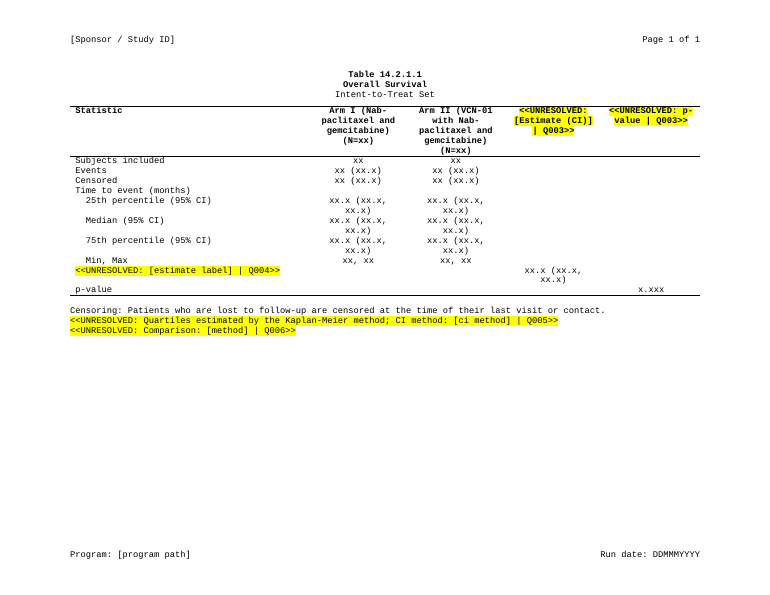 [Sponsor / Study ID] Page 1 of 1
Table 14.2.1.1
Overall Survival
Intent-to-Treat Set
Statistic Arm I (Nab- Arm II (VCN-01 <<UNRESOLVED: <<UNRESOLVED: p-
paclitaxel and with Nab- [Estimate (CI)] value | Q003>>
gemcitabine) paclitaxel and | Q003>>
(N=xx) gemcitabine)
(N=xx)
Subjects included xx xx
Events xx (xx.x) xx (xx.x)
Censored xx (xx.x) xx (xx.x)
Time to event (months)
25th percentile (95% CI) xx.x (xx.x, xx.x (xx.x,
xx.x) xx.x)
Median (95% CI) xx.x (xx.x, xx.x (xx.x,
xx.x) xx.x)
75th percentile (95% CI) xx.x (xx.x, xx.x (xx.x,
xx.x) xx.x)
Min, Max xx, xx xx, xx
<<UNRESOLVED: [estimate label] | Q004>> xx.x (xx.x,
xx.x)
p-value x.xxx
Censoring: Patients who are lost to follow-up are censored at the time of their last visit or contact.
<<UNRESOLVED: Quartiles estimated by the Kaplan-Meier method; CI method: [ci method] | Q005>>
<<UNRESOLVED: Comparison: [method] | Q006>>
Program: [program path] Run date: DDMMMYYYY